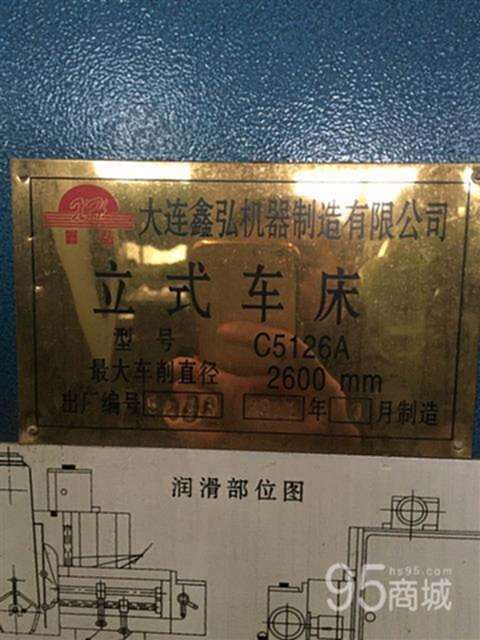 大连鑫弘机器制造有限公司
立式车床
型号 C5126A
最大车削直径 2600 mm
出厂编号 年 月制造
润滑部位图
95商城
hs95.com